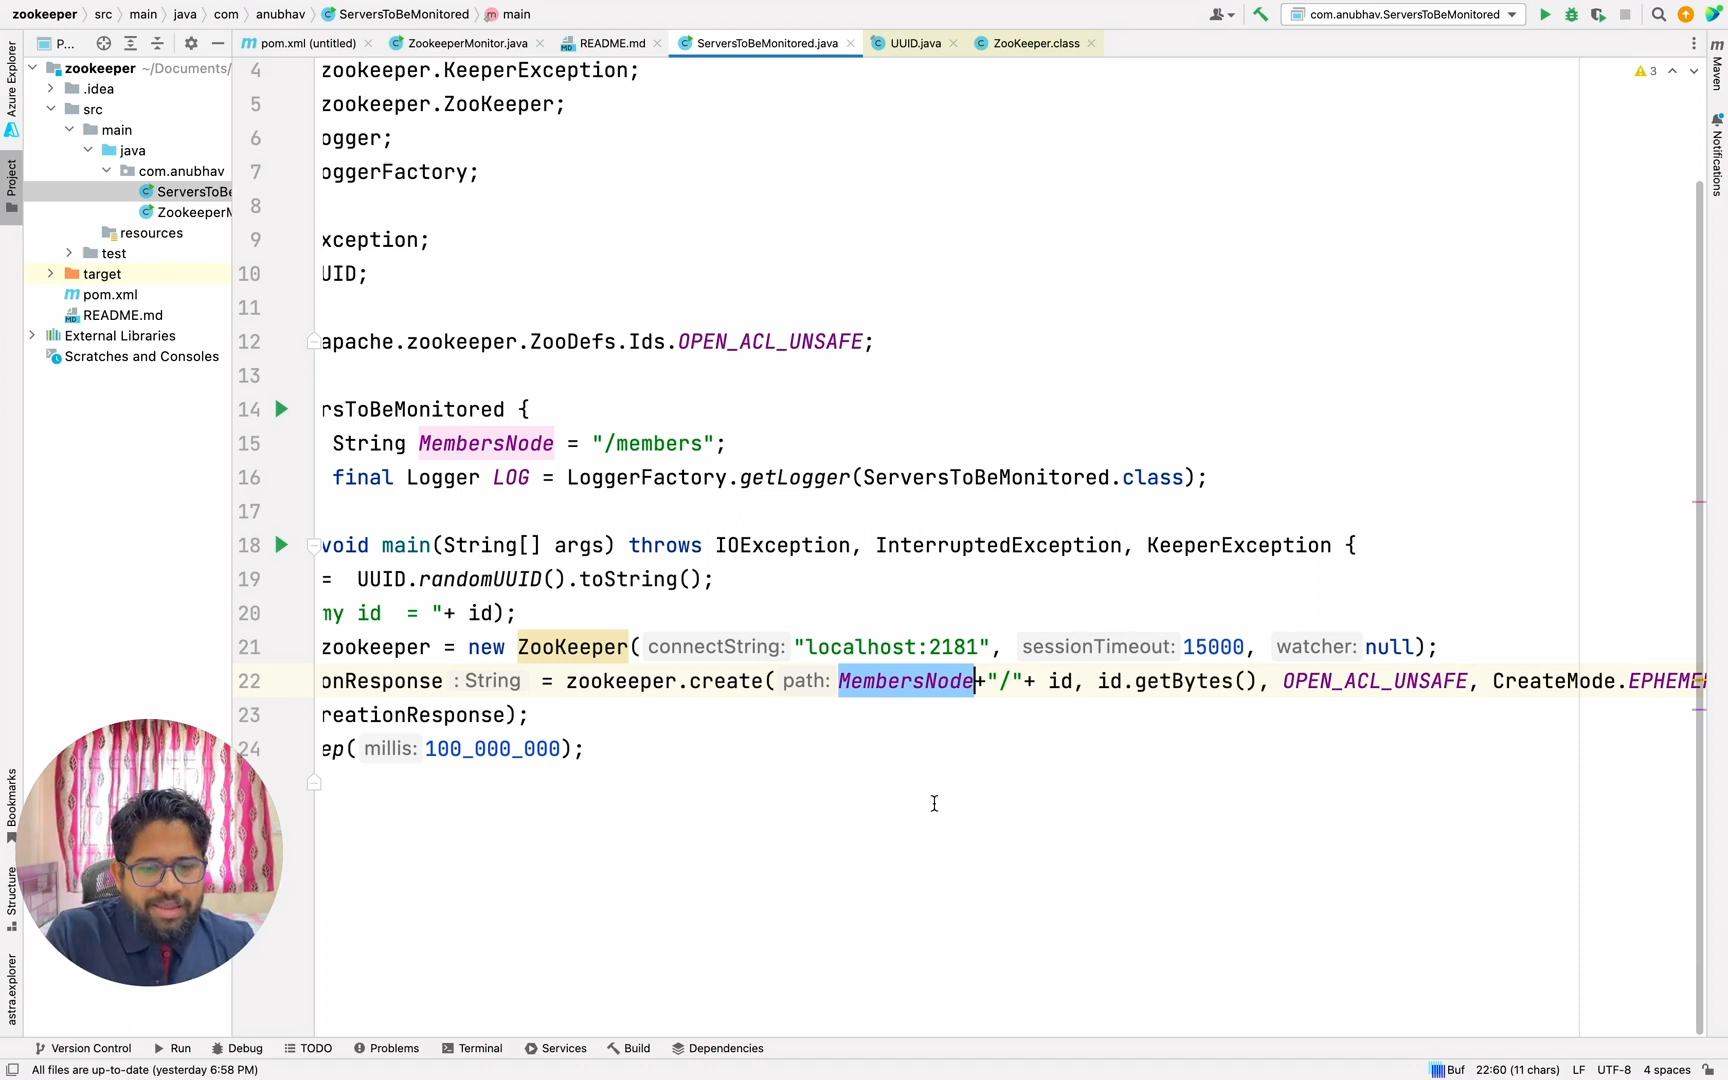 zookeeper src main java com anubhav ServersToBeMonitored main com.anubhav.ServersToBeMonitored
P... pom.xml (untitled) ZookeeperMonitor.java README.md ServersToBeMonitored.java UUID.java ZooKeeper.class
Azure Explorer
Project
Bookmarks
Structure
astra.explorer
zookeeper ~/Documents/
.idea
src
main
java
com.anubhav
ServersToBe
ZookeeperM
resources
test
target
pom.xml
README.md
External Libraries
Scratches and Consoles
3
4 zookeeper.KeeperException;
5 zookeeper.ZooKeeper;
6 ogger;
7 oggerFactory;
8
9 xception;
10 UID;
11
12 apache.zookeeper.ZooDefs.Ids.OPEN_ACL_UNSAFE;
13
14 rsToBeMonitored {
15 String MembersNode = "/members";
16 final Logger LOG = LoggerFactory.getLogger(ServersToBeMonitored.class);
17
18 void main(String[] args) throws IOException, InterruptedException, KeeperException {
19 = UUID.randomUUID().toString();
20 my id = "+ id);
21 zookeeper = new ZooKeeper( connectString: "localhost:2181", sessionTimeout: 15000, watcher: null);
22 onResponse : String = zookeeper.create( path: MembersNode+"/"+ id, id.getBytes(), OPEN_ACL_UNSAFE, CreateMode.EPHEME
23 reationResponse);
24 ep( millis: 100_000_000);
Maven
Notifications
Version Control Run Debug TODO Problems Terminal Services Build Dependencies
All files are up-to-date (yesterday 6:58 PM) Buf 22:60 (11 chars) LF UTF-8 4 spaces